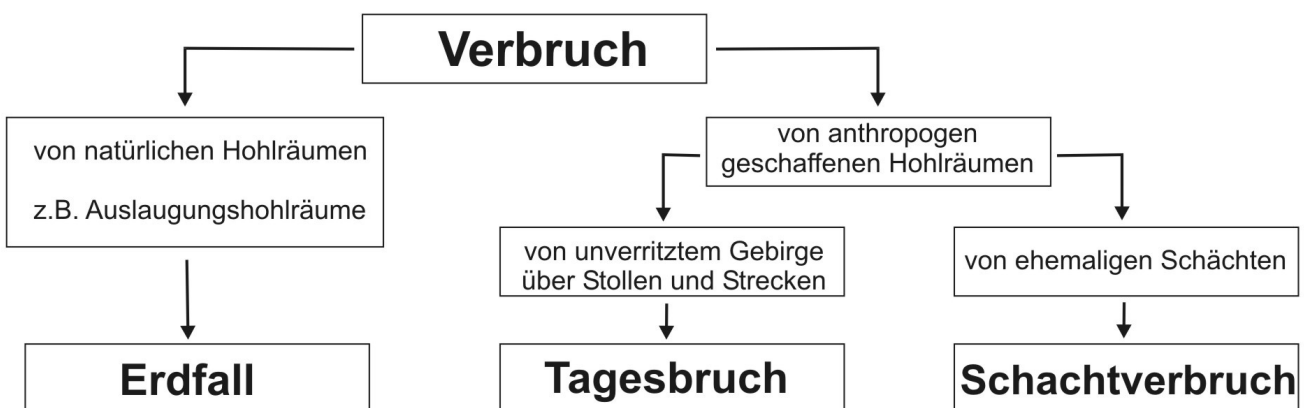 Verbruch
von natürlichen Hohlräumen
z.B. Auslaugungshohlräume
von anthropogen
geschaffenen Hohlräumen
von unverritztem Gebirge
über Stollen und Strecken
von ehemaligen Schächten
Erdfall
Tagesbruch
Schachtverbruch